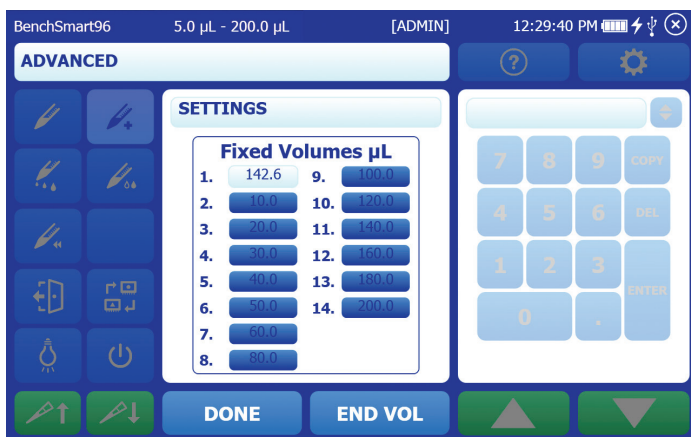 BenchSmart96 5.0 µL - 200.0 µL [ADMIN] 12:29:40 PM
ADVANCED
SETTINGS
Fixed Volumes µL
1. 142.6 9. 100.0
2. 10.0 10. 120.0
3. 20.0 11. 140.0
4. 30.0 12. 160.0
5. 40.0 13. 180.0
6. 50.0 14. 200.0
7. 60.0
8. 80.0
7 8 9 COPY
4 5 6 DEL
1 2 3 ENTER
0 .
DONE END VOL